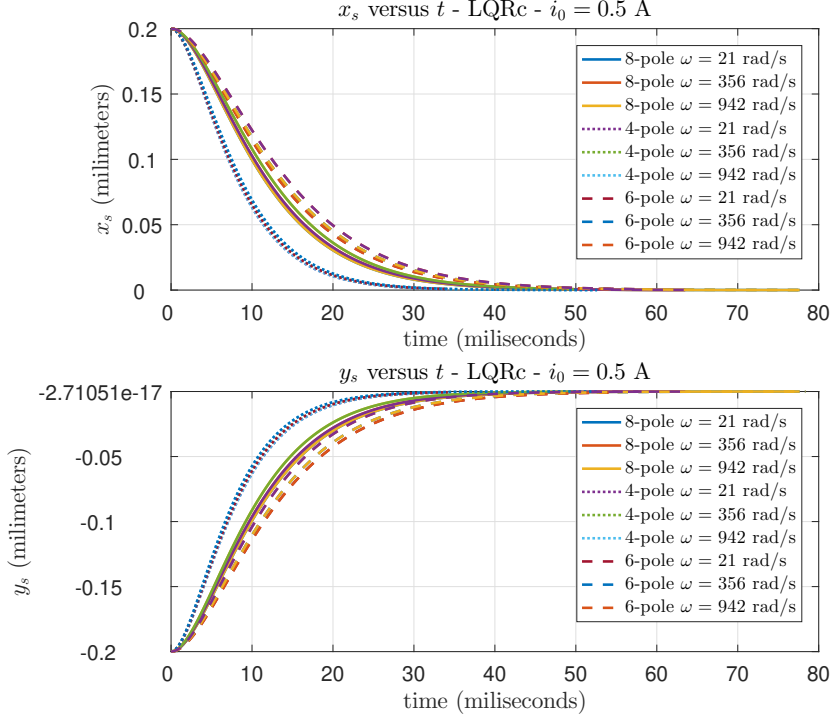 x_s versus t - LQRc - i_0 = 0.5 A
0.2
0.15
0.1
0.05
0
x_s (milimeters)
8-pole ω = 21 rad/s
8-pole ω = 356 rad/s
8-pole ω = 942 rad/s
4-pole ω = 21 rad/s
4-pole ω = 356 rad/s
4-pole ω = 942 rad/s
6-pole ω = 21 rad/s
6-pole ω = 356 rad/s
6-pole ω = 942 rad/s
0 10 20 30 40 50 60 70 80
time (miliseconds)
y_s versus t - LQRc - i_0 = 0.5 A
-2.71051e-17
-0.05
-0.1
-0.15
-0.2
y_s (milimeters)
8-pole ω = 21 rad/s
8-pole ω = 356 rad/s
8-pole ω = 942 rad/s
4-pole ω = 21 rad/s
4-pole ω = 356 rad/s
4-pole ω = 942 rad/s
6-pole ω = 21 rad/s
6-pole ω = 356 rad/s
6-pole ω = 942 rad/s
0 10 20 30 40 50 60 70 80
time (miliseconds)